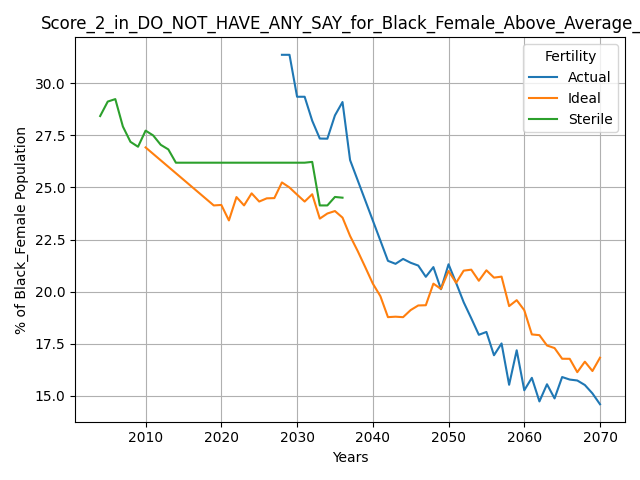 Score_2_in_DO_NOT_HAVE_ANY_SAY_for_Black_Female_Above_Average_
Fertility
Actual
Ideal
Sterile
% of Black_Female Population
30.0
27.5
25.0
22.5
20.0
17.5
15.0
2010 2020 2030 2040 2050 2060 2070
Years